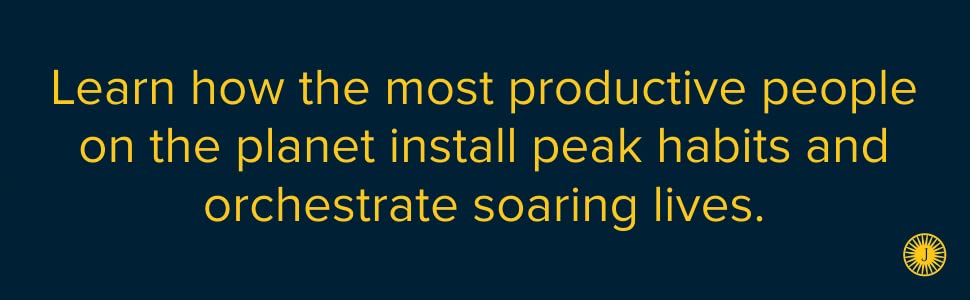 Learn how the most productive people
on the planet install peak habits and
orchestrate soaring lives.
J